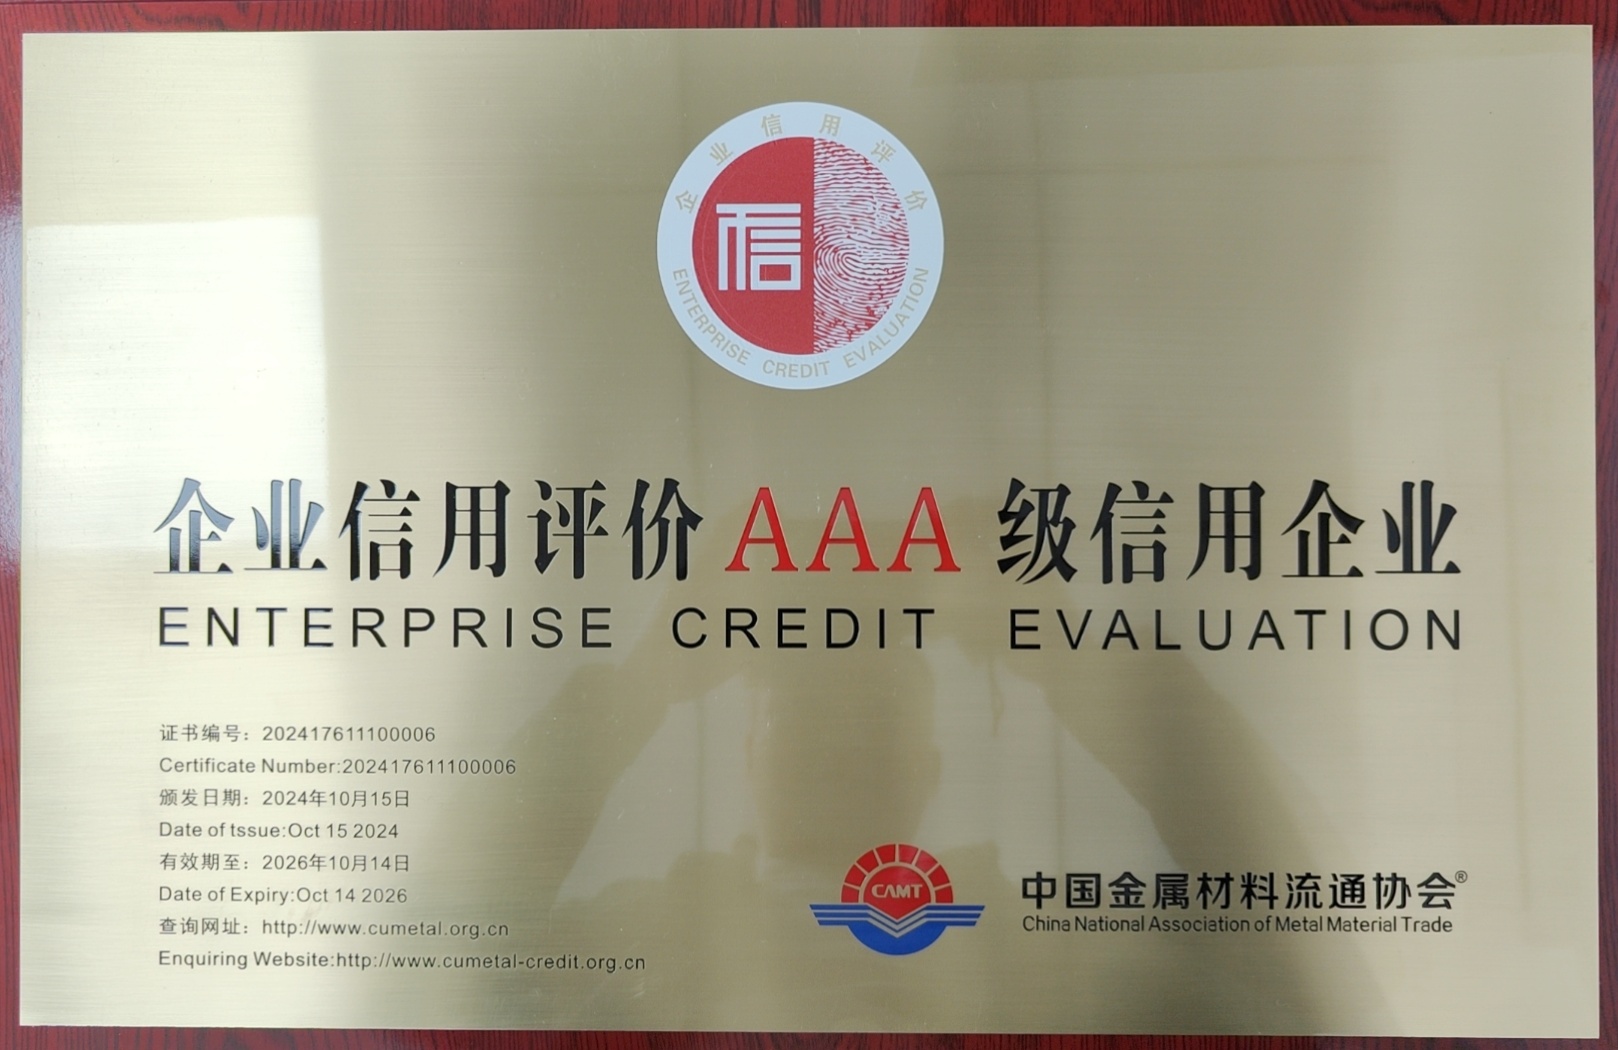 企业信用评价
信
ENTERPRISE CREDIT EVALUATION
企业信用评价AAA级信用企业
ENTERPRISE CREDIT EVALUATION
证书编号：202417611100006
Certificate Number:202417611100006
颁发日期：2024年10月15日
Date of tssue:Oct 15 2024
有效期至：2026年10月14日
Date of Expiry:Oct 14 2026
查询网址：http://www.cumetal.org.cn
Enquiring Website:http://www.cumetal-credit.org.cn
CAMT
中国金属材料流通协会®
China National Association of Metal Material Trade